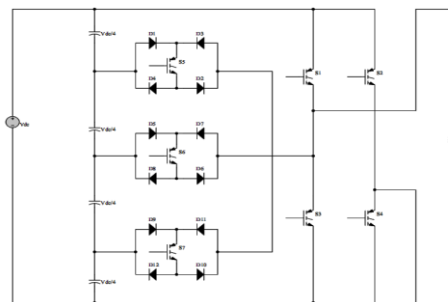 D1
D3
Vdc/4
S5
S1
S2
D4
D2
Vdc
Vdc/4
D5
D7
S6
D8
D6
Vdc/4
D9
D11
S3
S4
S7
D12
D10
Vdc/4